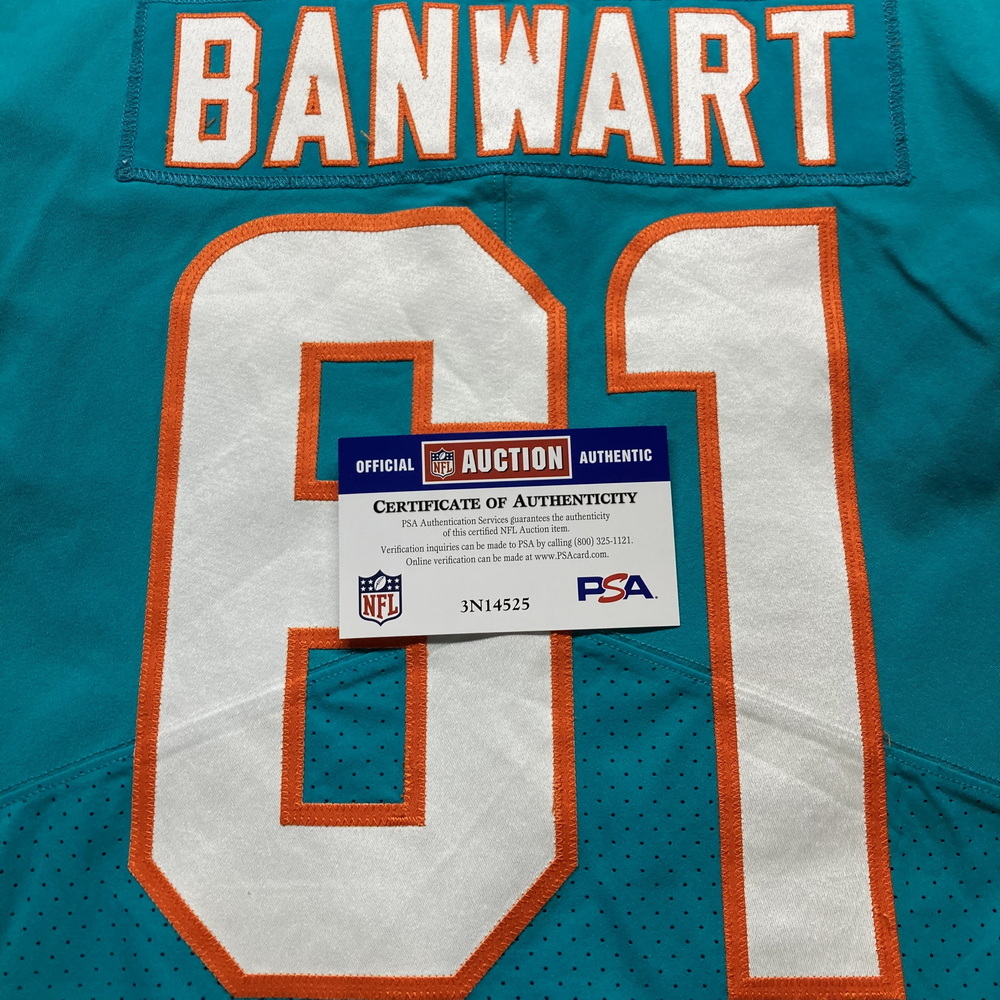 BANWART
61
OFFICIAL NFL AUCTION AUTHENTIC
CERTIFICATE OF AUTHENTICITY
PSA Authentication Services guarantees the authenticity
of this certified NFL Auction item.
Verification inquiries can be made to PSA by calling (800) 325-1121.
Online verification can be made at www.PSAcard.com.
NFL 3N14525 PSA.